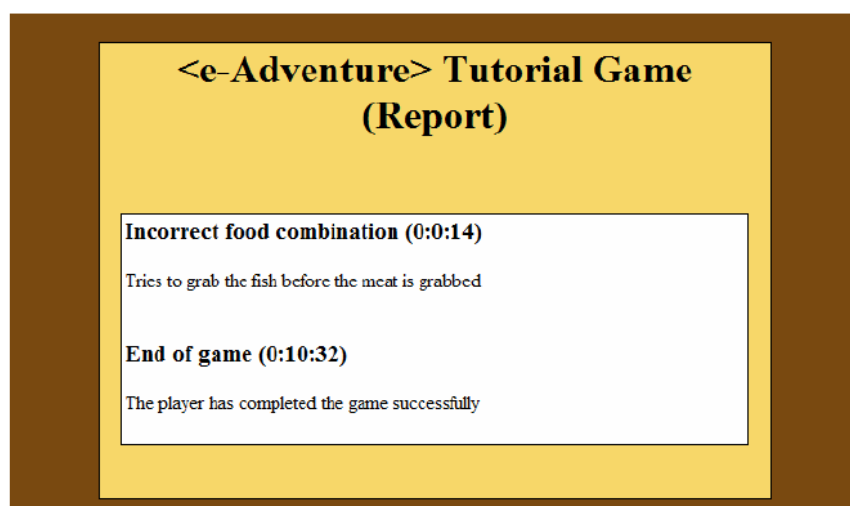 <e-Adventure> Tutorial Game
(Report)
Incorrect food combination (0:0:14)
Tries to grab the fish before the meat is grabbed
End of game (0:10:32)
The player has completed the game successfully